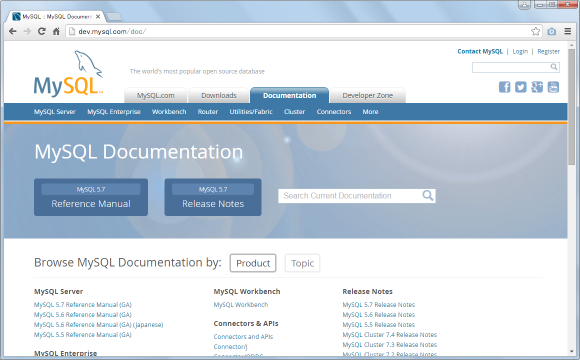 MySQL :: MySQL Documen
dev.mysql.com/doc/
Contact MySQL | Login | Register
MySQL
The world's most popular open source database
MySQL.com Downloads Documentation Developer Zone
MySQL Server MySQL Enterprise Workbench Router Utilities/Fabric Cluster Connectors More
MySQL Documentation
MySQL 5.7
Reference Manual
MySQL 5.7
Release Notes
Search Current Documentation
Browse MySQL Documentation by: Product Topic
MySQL Server
MySQL 5.7 Reference Manual (GA)
MySQL 5.6 Reference Manual (GA)
MySQL 5.6 Reference Manual (GA) (Japanese)
MySQL 5.5 Reference Manual (GA)
MySQL Enterprise
MySQL Workbench
MySQL Workbench
Connectors & APIs
Connectors and APIs
Connector/J
Connector/ODBC
Release Notes
MySQL 5.7 Release Notes
MySQL 5.6 Release Notes
MySQL 5.5 Release Notes
MySQL Cluster 7.4 Release Notes
MySQL Cluster 7.3 Release Notes
MySQL Cluster 7.2 Release Notes